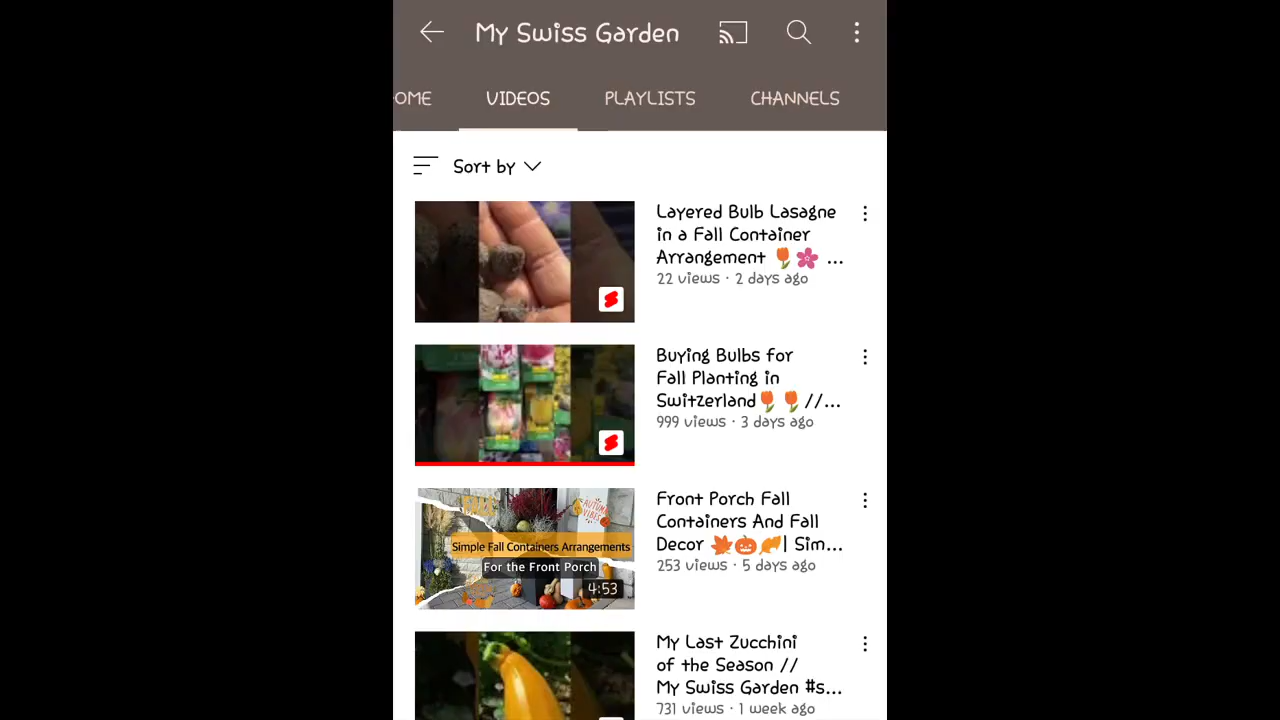 My Swiss Garden
OME VIDEOS PLAYLISTS CHANNELS
Sort by
Layered Bulb Lasagne
in a Fall Container
Arrangement 🌷🌸 ...
22 views · 2 days ago
Buying Bulbs for
Fall Planting in
Switzerland🌷🌷//...
999 views · 3 days ago
FALL
AUTUMN
VIBES
Simple Fall Containers Arrangements
For the Front Porch
4:53
Front Porch Fall
Containers And Fall
Decor 🍁🎃🍂| Sim...
253 views · 5 days ago
My Last Zucchini
of the Season //
My Swiss Garden #s...
731 views · 1 week ago